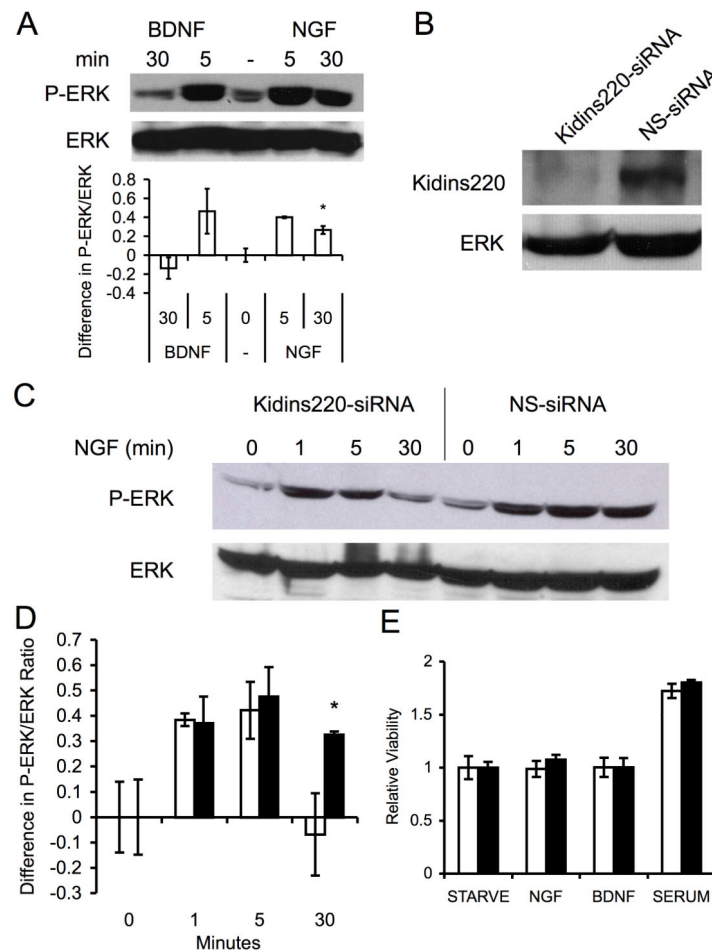 A
BDNF NGF
min 30 5 - 5 30
P-ERK
ERK
Difference in P-ERK/ERK
0.8
0.6
0.4
0.2
0
-0.2
-0.4
*
30 5 0 5 30
BDNF - NGF
B
Kidins220-siRNA
NS-siRNA
Kidins220
ERK
C
Kidins220-siRNA NS-siRNA
NGF (min) 0 1 5 30 0 1 5 30
P-ERK
ERK
D
Difference in P-ERK/ERK Ratio
0.7
0.6
0.5
0.4
0.3
0.2
0.1
0
-0.1
-0.2
-0.3
*
0 1 5 30
Minutes
E
Relative Viability
2
1.5
1
0.5
0
STARVE NGF BDNF SERUM